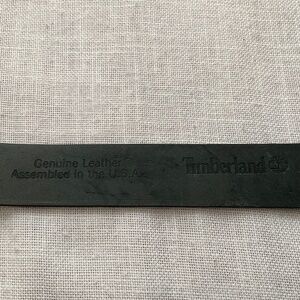 Genuine Leather
Assembled in the U.S.A.
Timberland